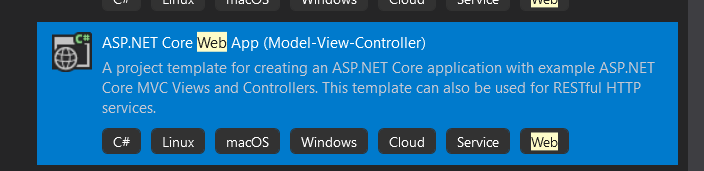 C# Linux macOS Windows Cloud Service Web
C#
ASP.NET Core Web App (Model-View-Controller)
A project template for creating an ASP.NET Core application with example ASP.NET
Core MVC Views and Controllers. This template can also be used for RESTful HTTP
services.
C# Linux macOS Windows Cloud Service Web